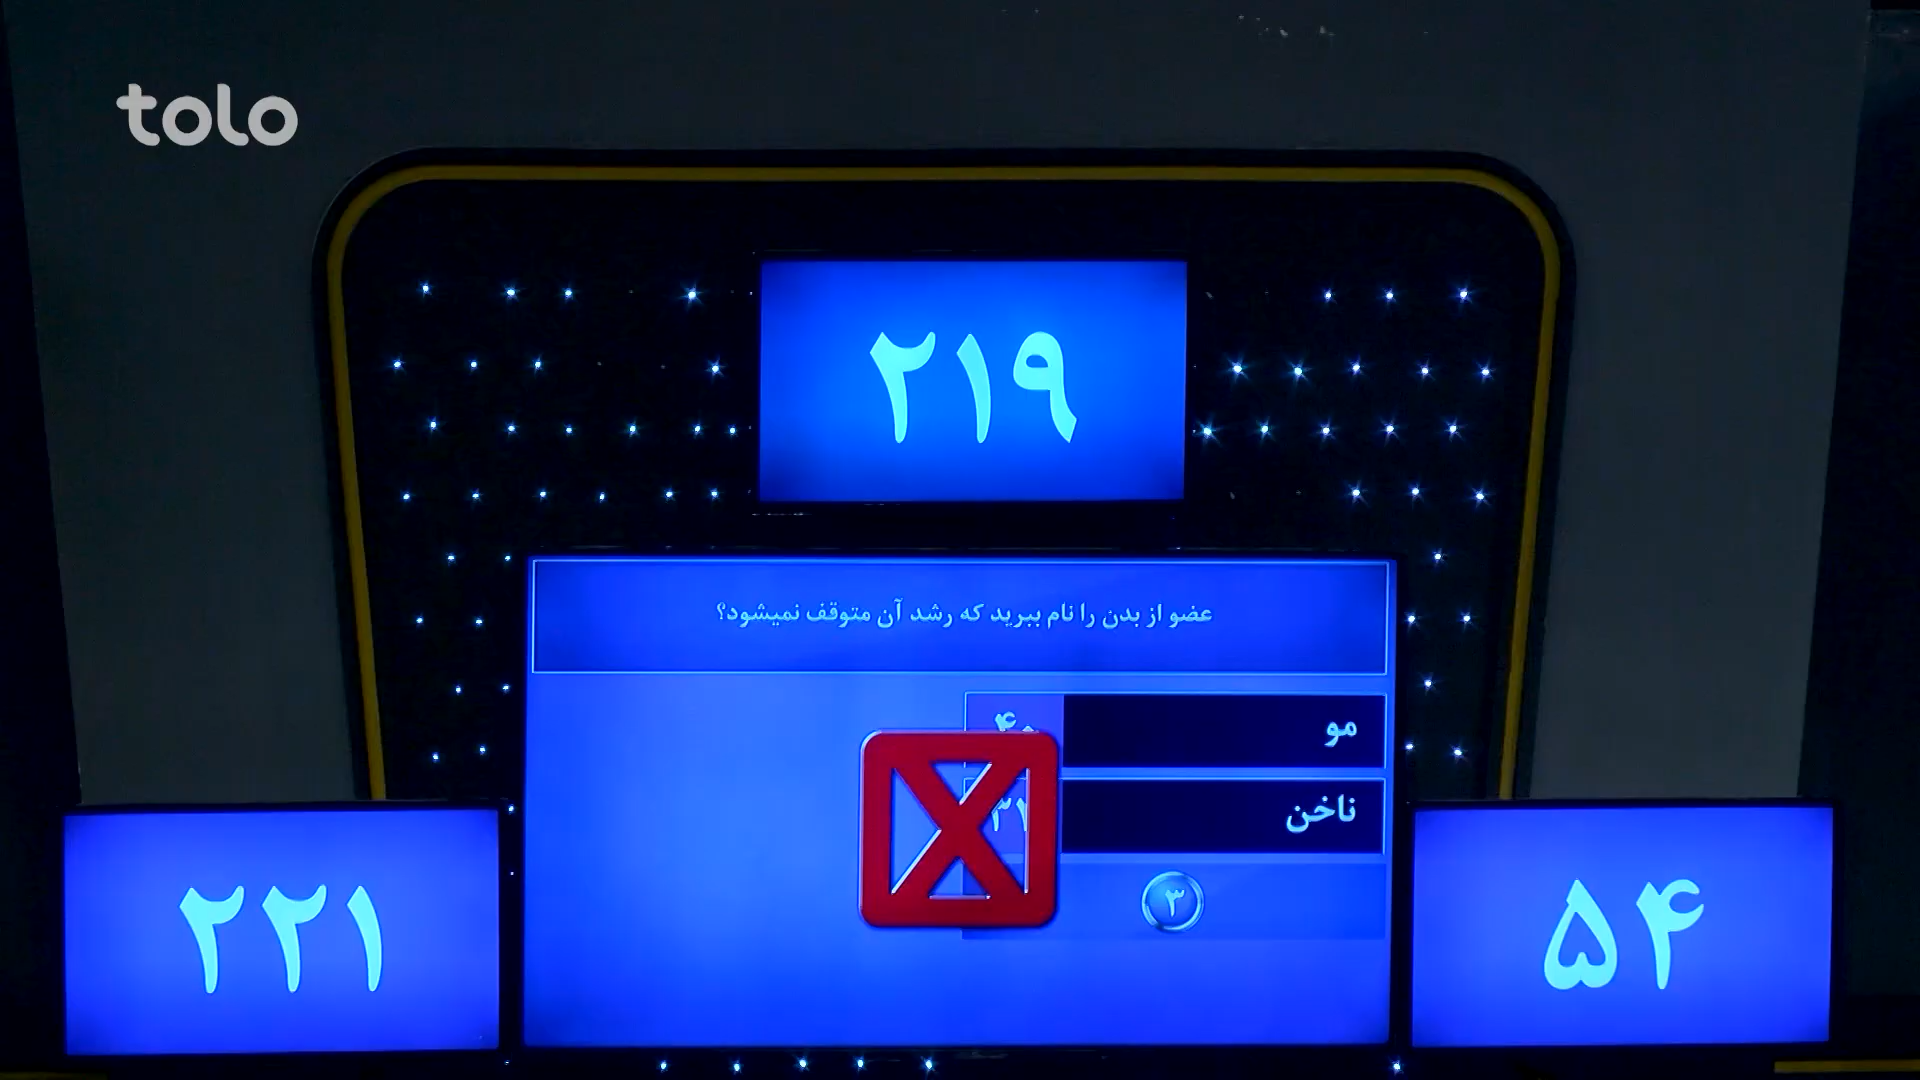 tolo
۲۱۹
عضو از بدن را نام ببرید که رشد آن متوقف نمیشود؟
مو
ناخن
۳
۲۲۱
۵۴